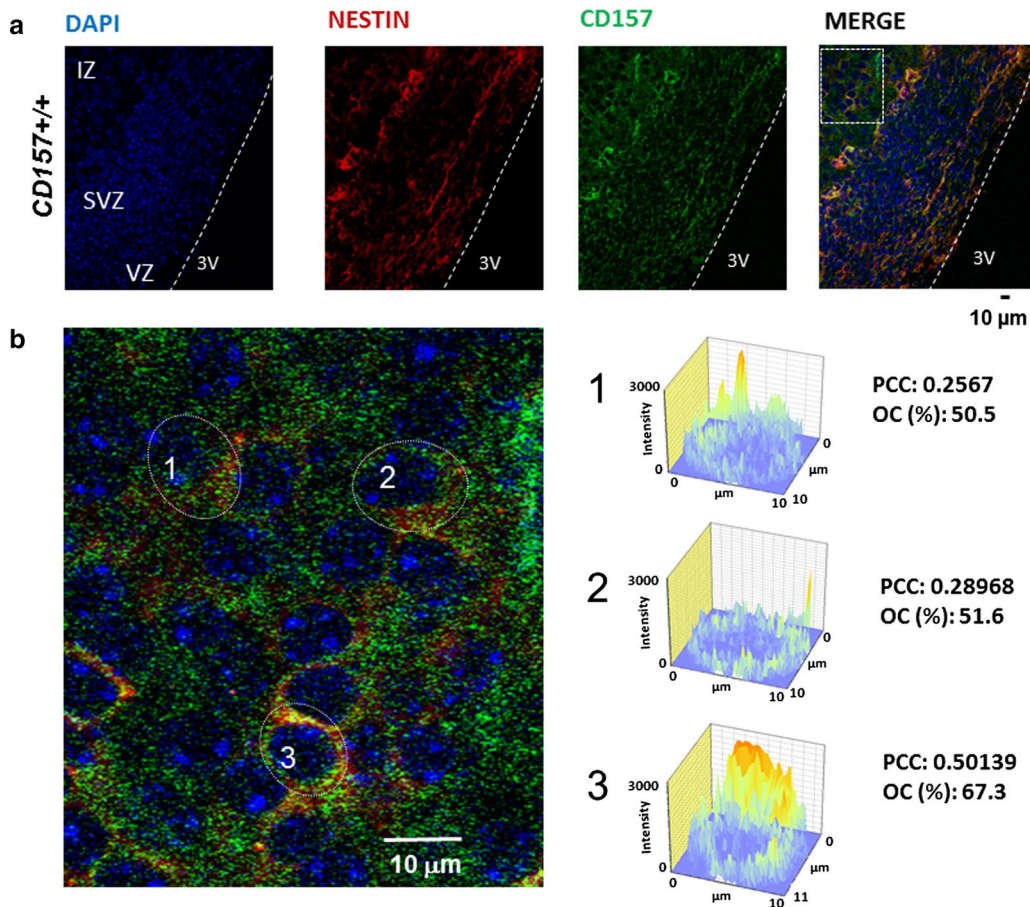 a
DAPI
NESTIN
CD157
MERGE
CD157+/+
IZ
SVZ
VZ
3V
3V
3V
3V
10 µm
b
1
2
3
10 µm
1
3000
Intensity
0
0
µm
10
10
0
PCC: 0.2567
OC (%): 50.5
2
3000
Intensity
0
0
µm
10
10
0
PCC: 0.28968
OC (%): 51.6
3
3000
Intensity
0
0
µm
10
11
0
PCC: 0.50139
OC (%): 67.3